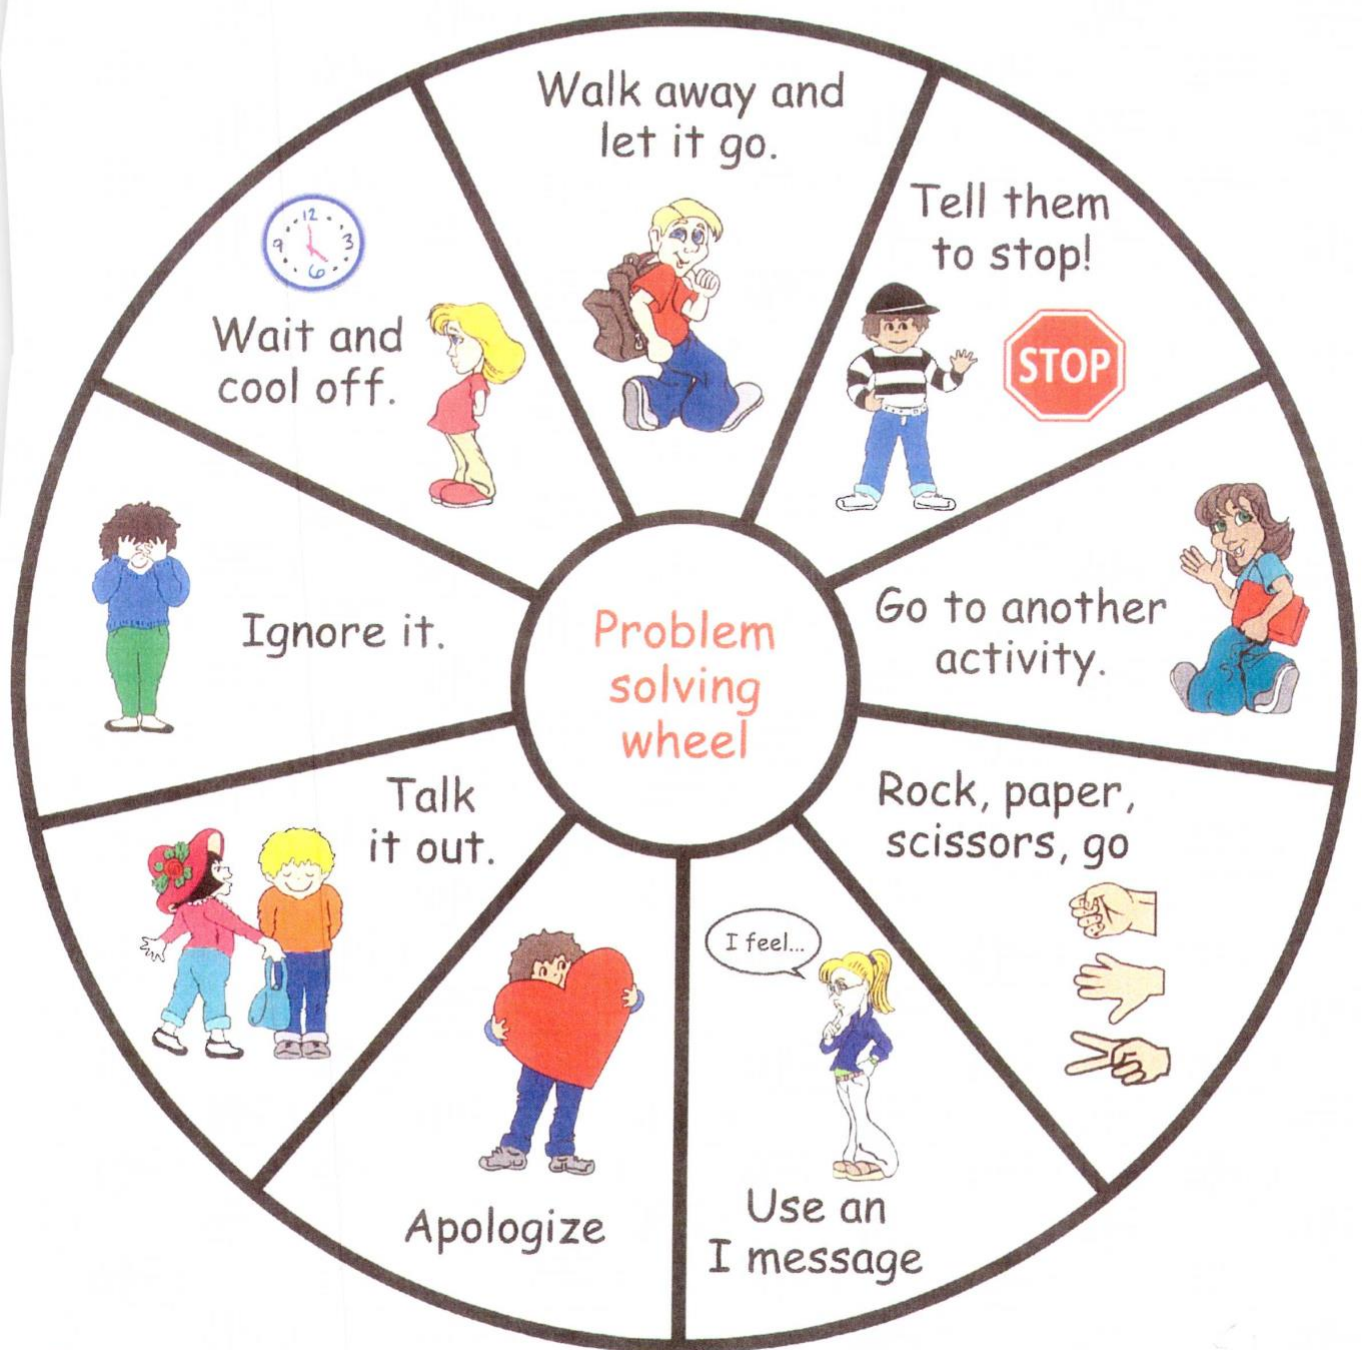 Walk away and
let it go.
Tell them
to stop!
STOP
Go to another
activity.
Rock, paper,
scissors, go
I feel...
Use an
I message
Apologize
Talk
it out.
Ignore it.
12
9
3
6
Wait and
cool off.
Problem
solving
wheel